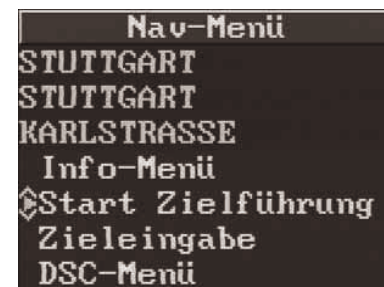 Nav-Menü
STUTTGART
STUTTGART
KARLSTRASSE
Info-Menü
Start Zielführung
Zieleingabe
DSC-Menü